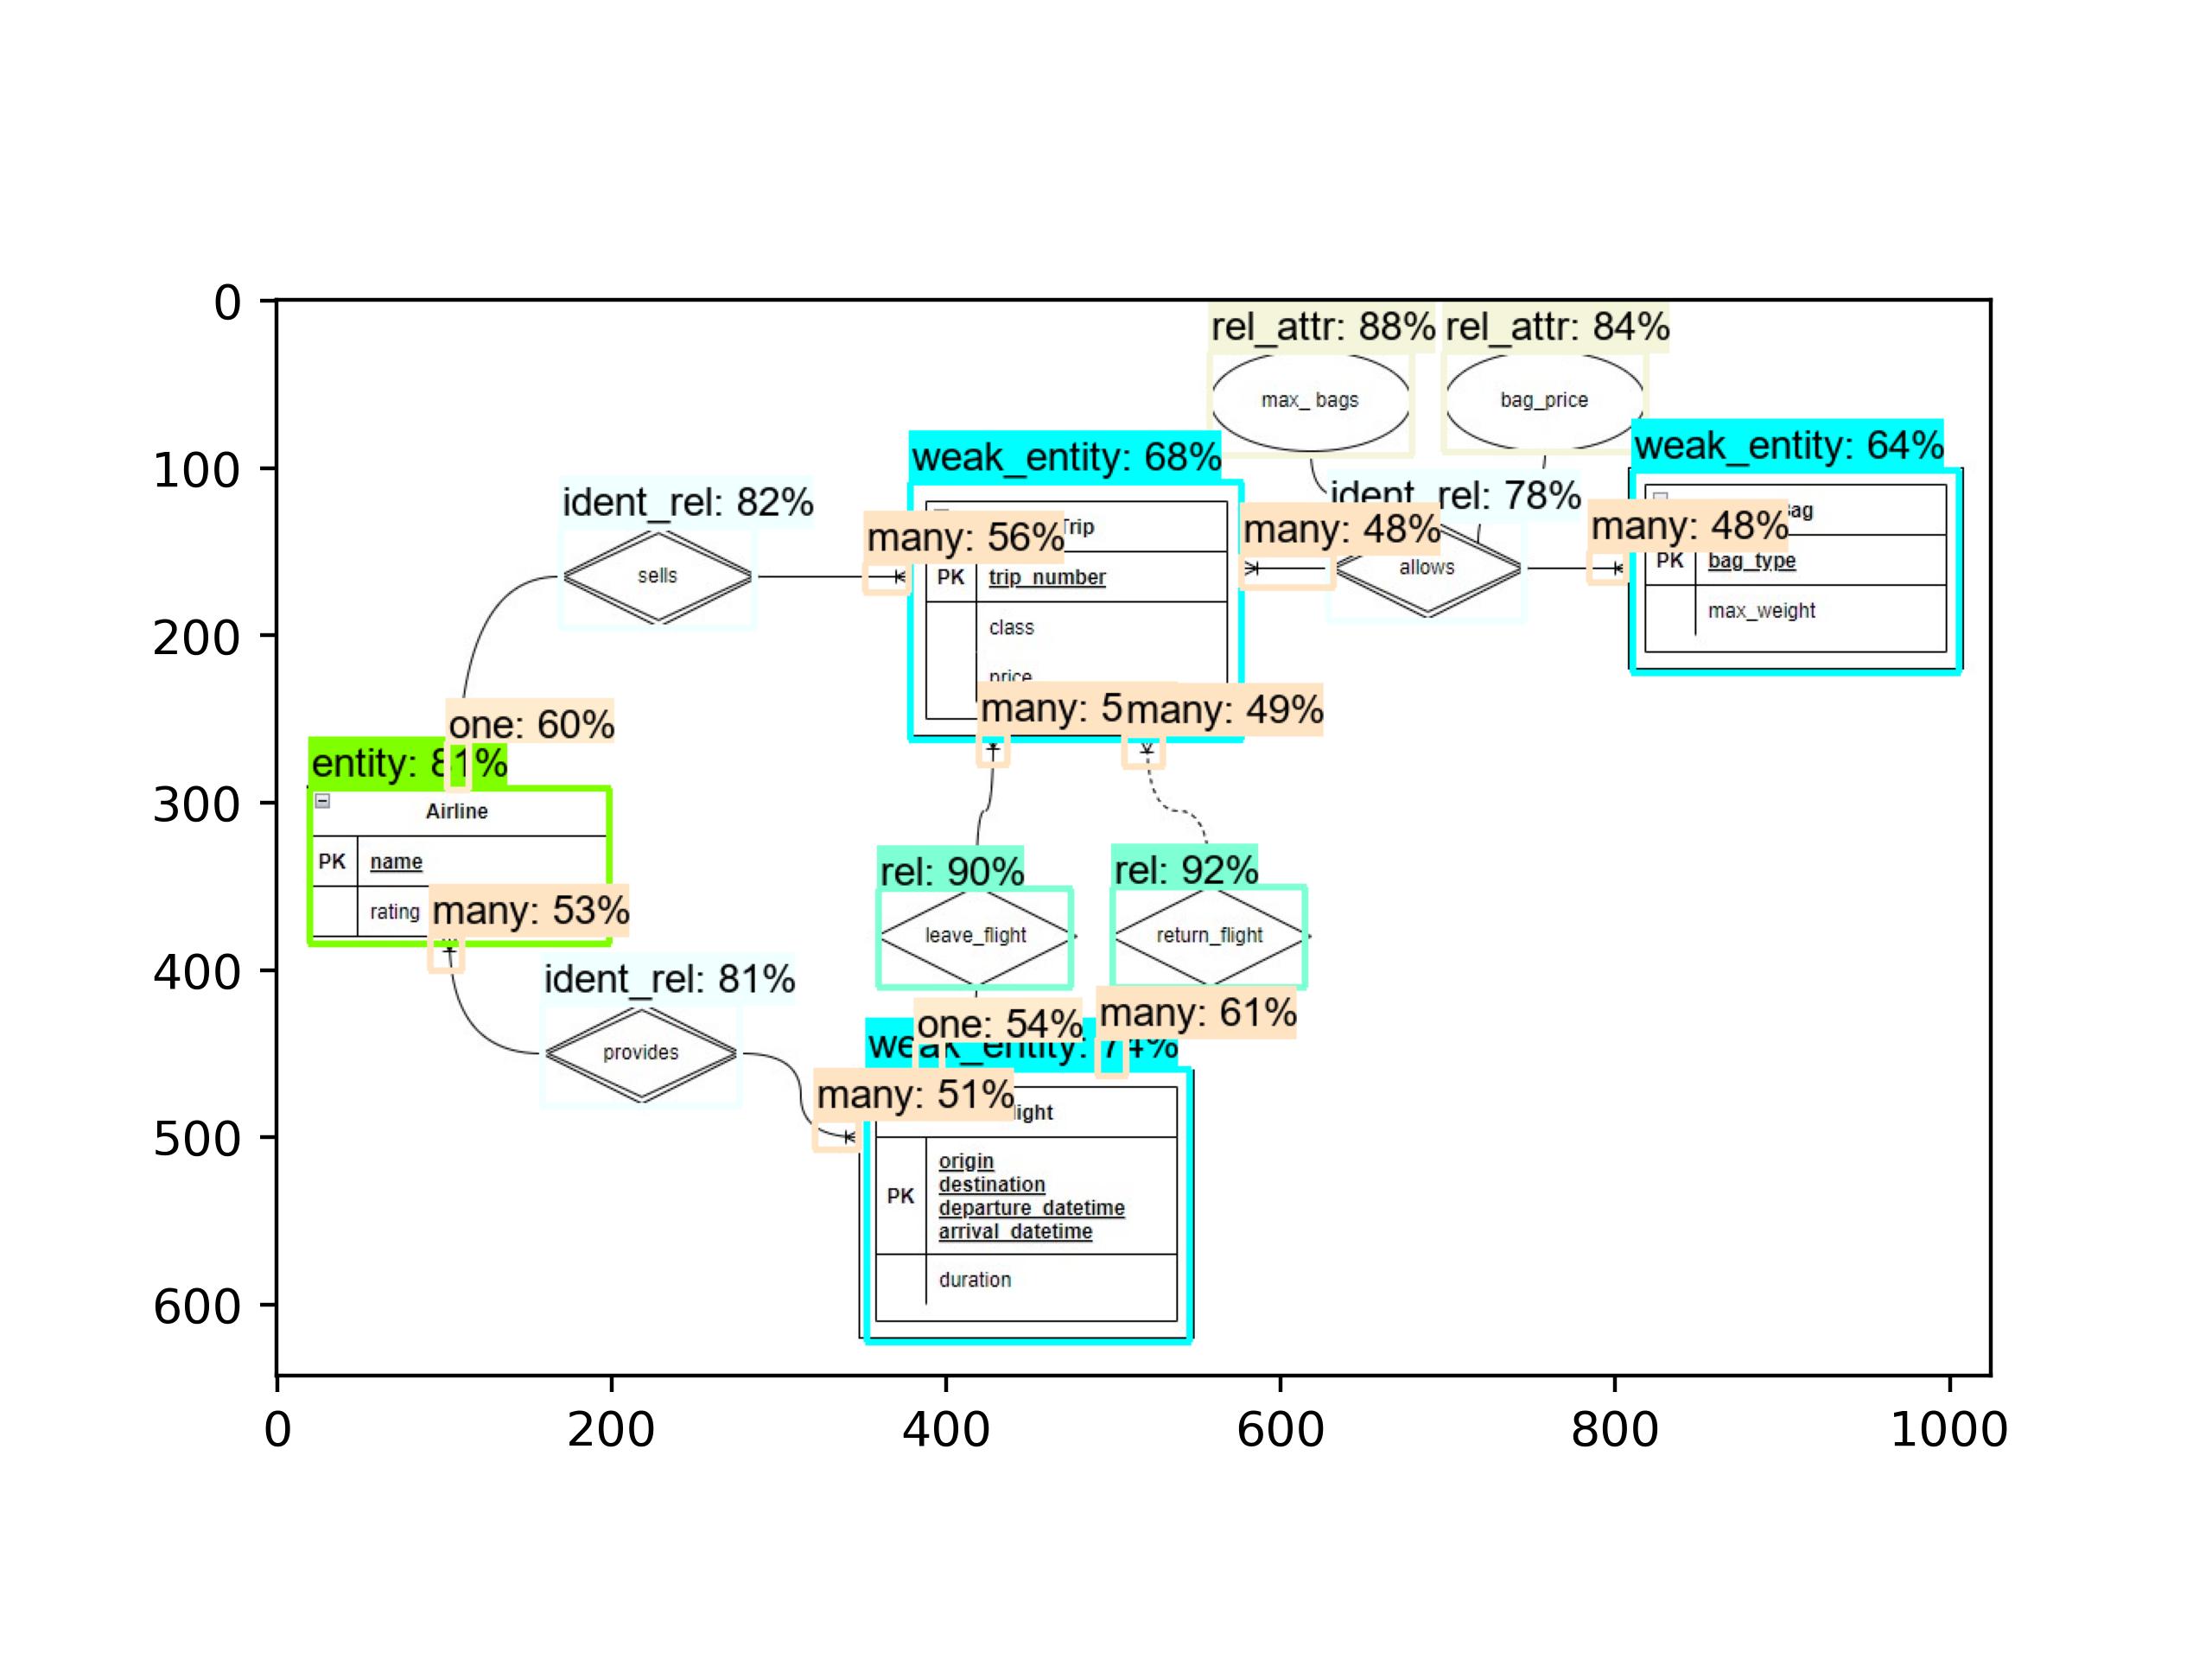 0
100
200
300
400
500
600
0
200
400
600
800
1000
rel_attr: 88%
rel_attr: 84%
max_ bags
bag_price
weak_entity: 68%
weak_entity: 64%
ident_rel: 82%
ident_rel: 78%
many: 56%
many: 48%
many: 48%
PK
trip_number
class
price
sells
allows
PK
bag_type
max_weight
many: 5
many: 49%
one: 60%
entity: 81%
Airline
PK
name
rating
many: 53%
rel: 90%
rel: 92%
leave_flight
return_flight
ident_rel: 81%
provides
one: 54%
many: 61%
weak_entity: 74%
many: 51%
PK
origin
destination
departure_datetime
arrival_datetime
duration